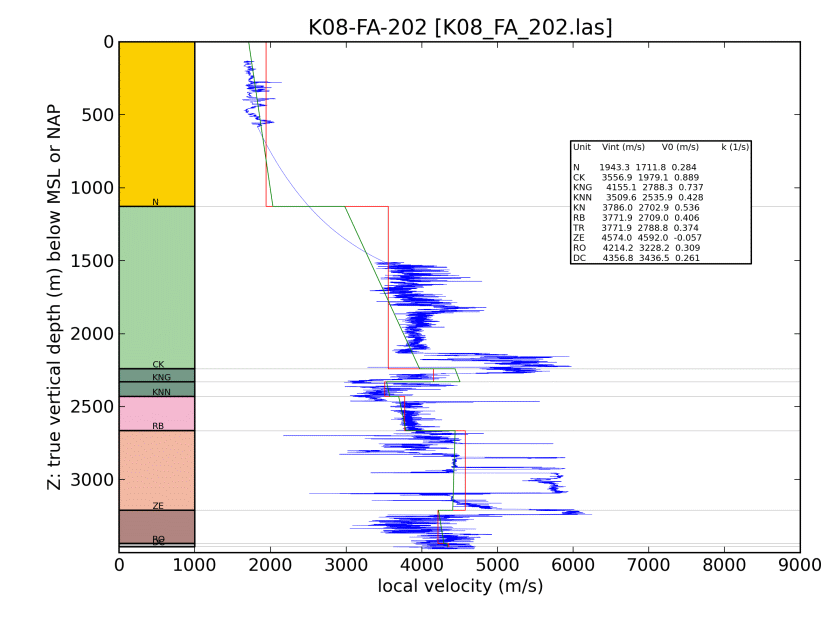 K08-FA-202 [K08_FA_202.las]
Z: true vertical depth (m) below MSL or NAP
0
500
1000
1500
2000
2500
3000
N
CK
KNG
KNN
RB
ZE
RO
DC
Unit Vint (m/s) V0 (m/s) k (1/s)
N 1943.3 1711.8 0.284
CK 3556.9 1979.1 0.889
KNG 4155.1 2788.3 0.737
KNN 3509.6 2535.9 0.428
KN 3786.0 2702.9 0.536
RB 3771.9 2709.0 0.406
TR 3771.9 2788.8 0.374
ZE 4574.0 4592.0 -0.057
RO 4214.2 3228.2 0.309
DC 4356.8 3436.5 0.261
0 1000 2000 3000 4000 5000 6000 7000 8000 9000
local velocity (m/s)